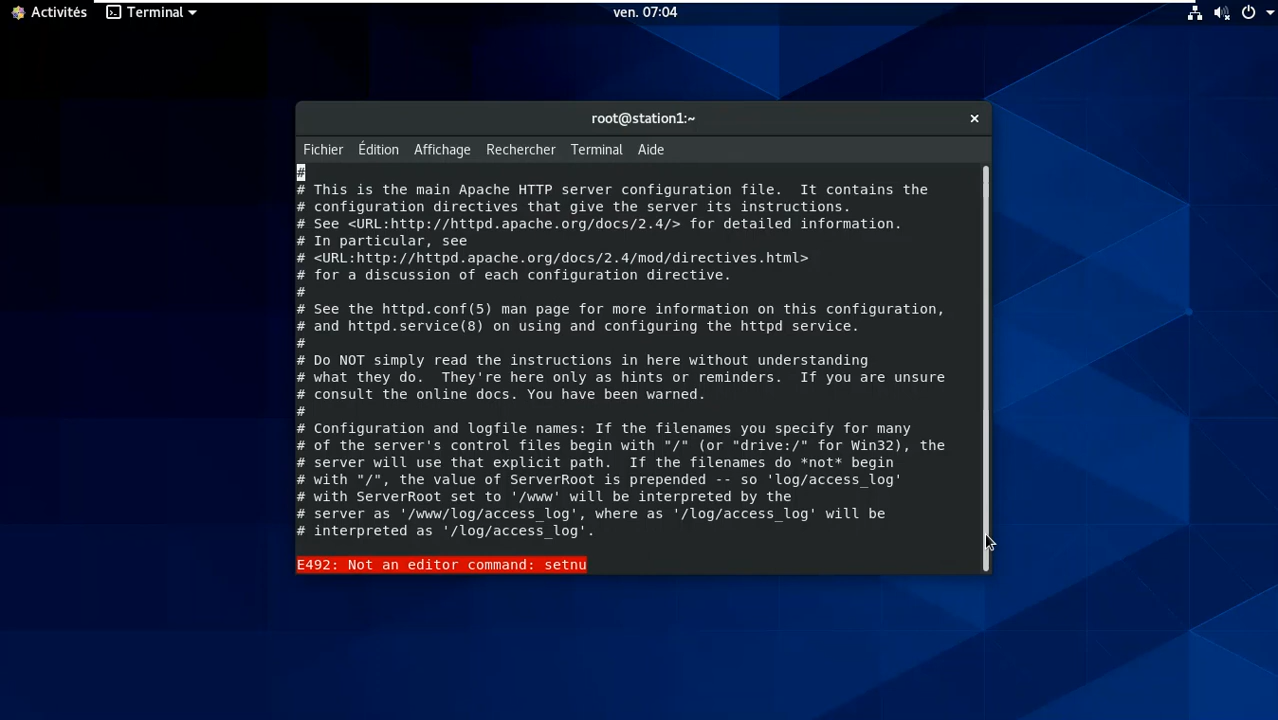 Activités
Terminal
ven. 07:04
root@station1:~
Fichier Édition Affichage Rechercher Terminal Aide
#
# This is the main Apache HTTP server configuration file.  It contains the
# configuration directives that give the server its instructions.
# See <URL:http://httpd.apache.org/docs/2.4/> for detailed information.
# In particular, see
# <URL:http://httpd.apache.org/docs/2.4/mod/directives.html>
# for a discussion of each configuration directive.
#
# See the httpd.conf(5) man page for more information on this configuration,
# and httpd.service(8) on using and configuring the httpd service.
#
# Do NOT simply read the instructions in here without understanding
# what they do.  They're here only as hints or reminders.  If you are unsure
# consult the online docs. You have been warned.
#
# Configuration and logfile names: If the filenames you specify for many
# of the server's control files begin with "/" (or "drive:/" for Win32), the
# server will use that explicit path.  If the filenames do *not* begin
# with "/", the value of ServerRoot is prepended -- so 'log/access_log'
# with ServerRoot set to '/www' will be interpreted by the
# server as '/www/log/access_log', where as '/log/access_log' will be
# interpreted as '/log/access_log'.
E492: Not an editor command: setnu